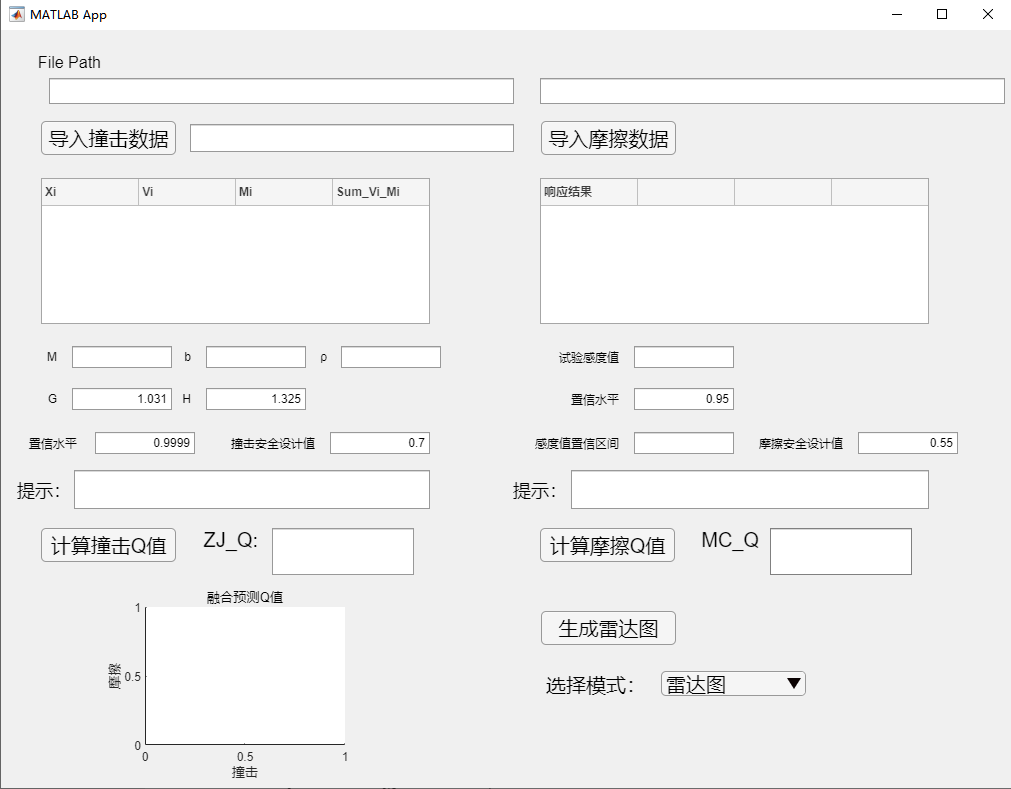 MATLAB App
File Path
导入撞击数据
导入摩擦数据
Xi Vi Mi Sum_Vi_Mi
响应结果
M b ρ
试验感度值
G 1.031 H 1.325
置信水平 0.95
置信水平 0.9999 撞击安全设计值 0.7
感度值置信区间 摩擦安全设计值 0.55
提示：
提示：
计算撞击Q值 ZJ_Q:
计算摩擦Q值 MC_Q
融合预测Q值
1
0.5
0
摩擦
0 0.5 1
撞击
生成雷达图
选择模式： 雷达图